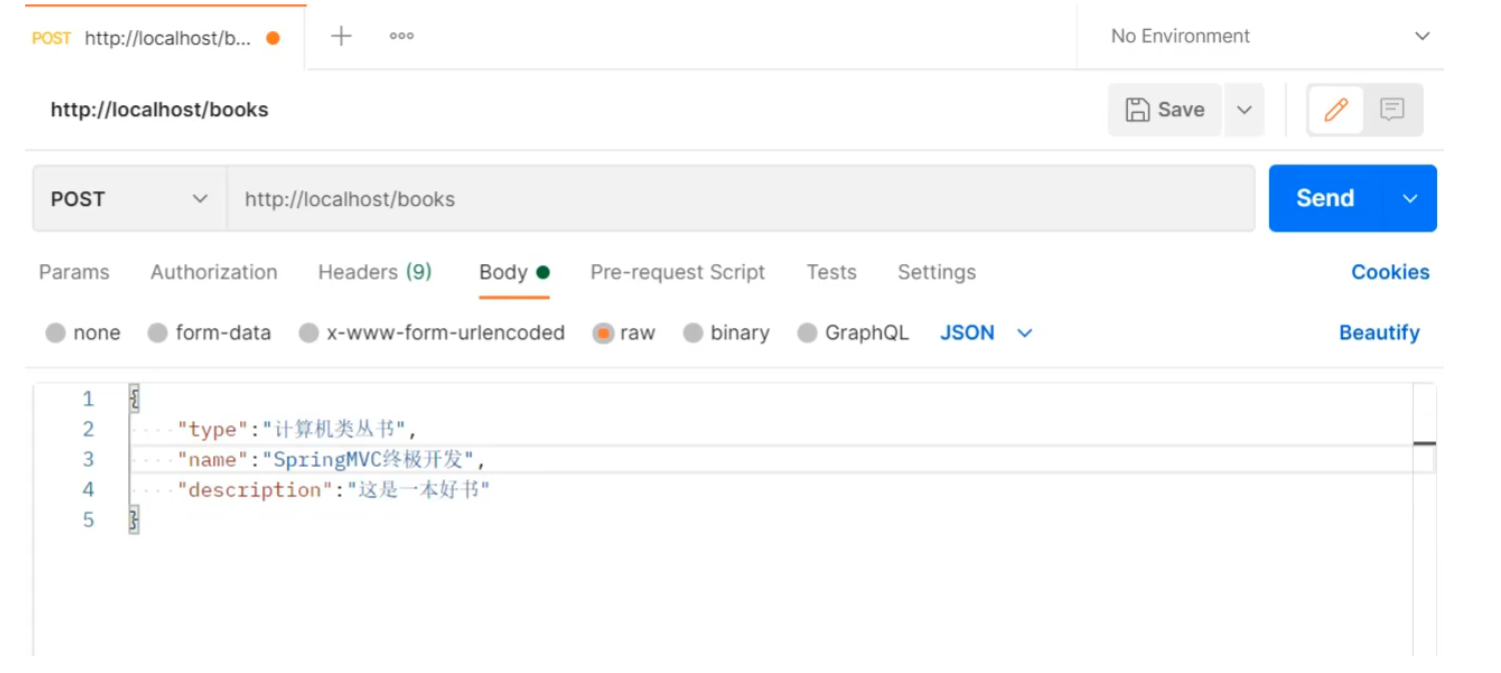 POST http://localhost/b...
No Environment
http://localhost/books
Save
POST http://localhost/books Send
Params Authorization Headers (9) Body Pre-request Script Tests Settings Cookies
none form-data x-www-form-urlencoded raw binary GraphQL JSON Beautify
1 {
2 "type":"计算机类丛书",
3 "name":"SpringMVC终极开发",
4 "description":"这是一本好书"
5 }